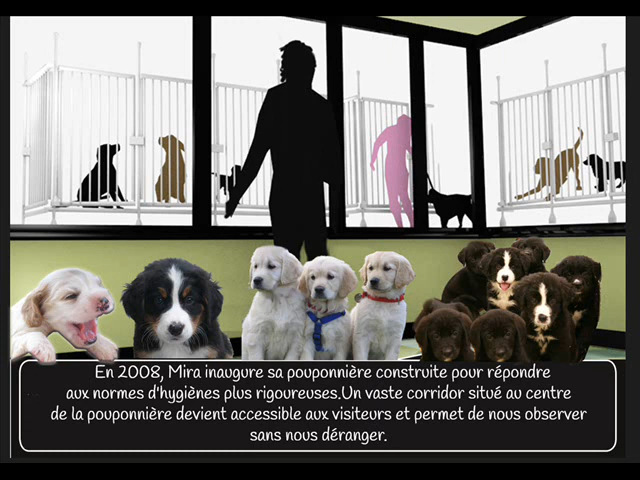 En 2008, Mira inaugure sa pouponnière construite pour répondre
aux normes d'hygiènes plus rigoureuses.Un vaste corridor situé au centre
de la pouponnière devient accessible aux visiteurs et permet de nous observer
sans nous déranger.